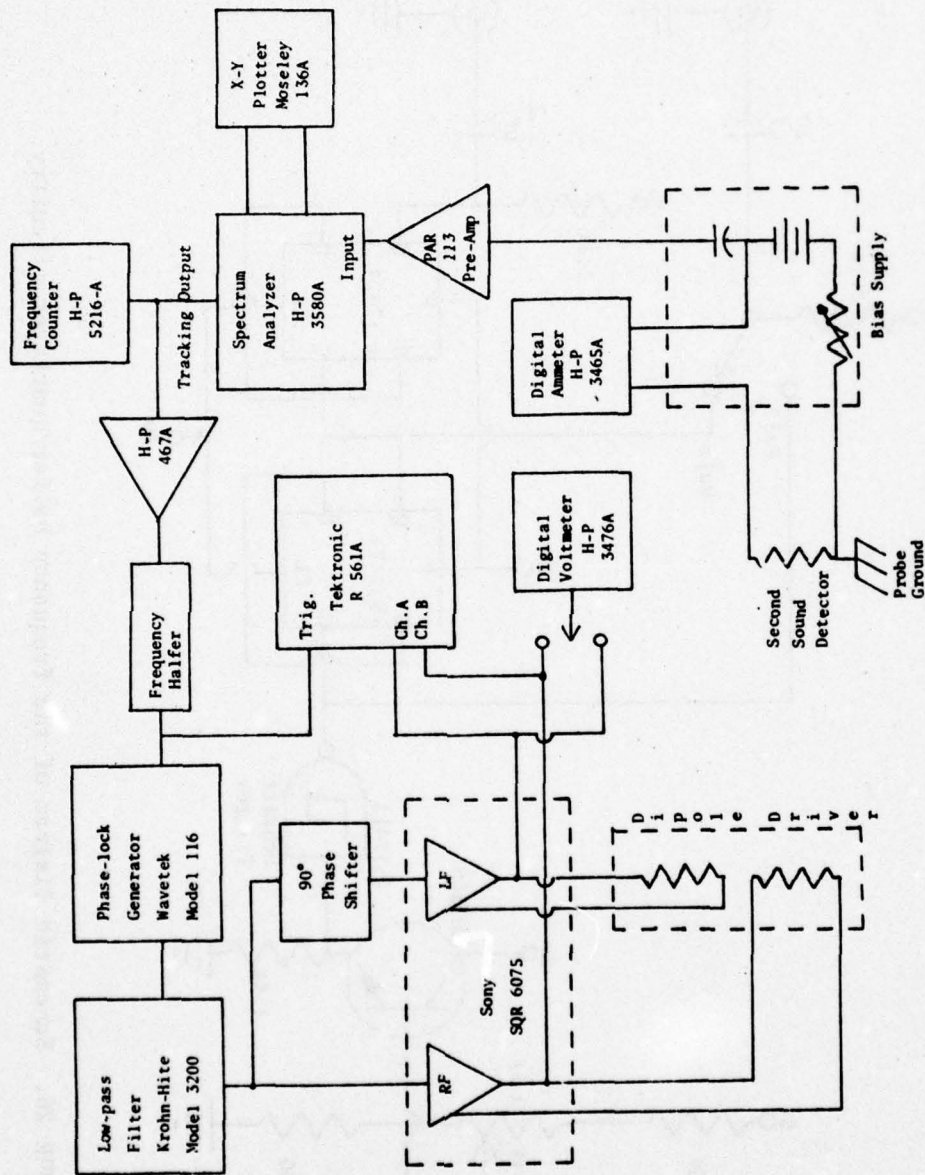 Frequency
Counter
H-P
5216-A
X-Y
Plotter
Moseley
136A
H-P
467A
Tracking Output
Spectrum
Analyzer
H-P
3580A
Input
PAR
113
Pre-Amp
Frequency
Halfer
Trig.
Tektronic
R 561A
Ch.A
Ch.B
Digital
Ammeter
H-P
3465A
Bias Supply
Digital
Voltmeter
H-P
3476A
Second
Sound
Detector
Probe
Ground
Phase-lock
Generator
Wavetek
Model 116
Low-pass
Filter
Krohn-Hite
Model 3200
90°
Phase
Shifter
LF
RF
Sony
SQR 6075
Dipole Driver